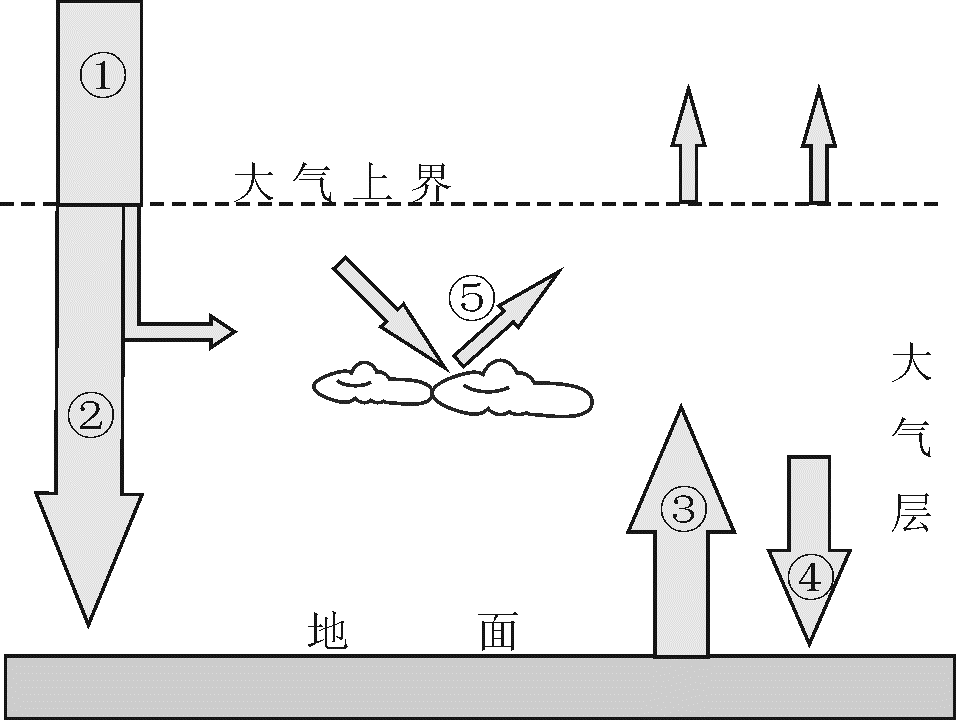 ①
大气上界
⑤
②
大
气
层
③
④
地面